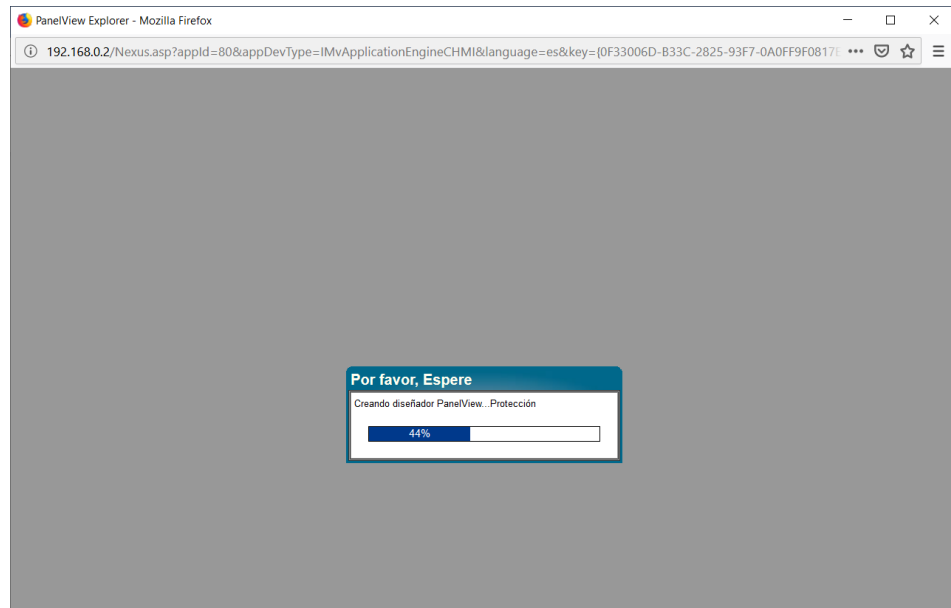 PanelView Explorer - Mozilla Firefox
192.168.0.2/Nexus.asp?appId=80&appDevType=IMvApplicationEngineCHMI&language=es&key={0F33006D-B33C-2825-93F7-0A0FF9F0817
Por favor, Espere
Creando diseñador PanelView...Protección
44%